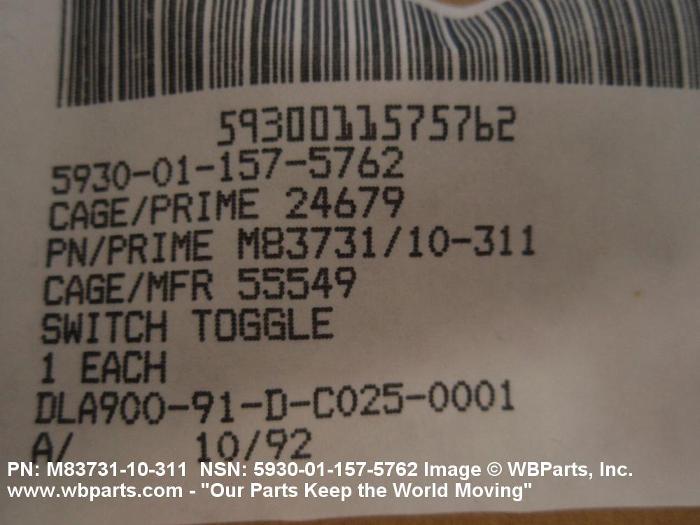 5930011575762
5930-01-157-5762
CAGE/PRIME 24679
PN/PRIME M83731/10-311
CAGE/MFR 55549
SWITCH TOGGLE
1 EACH
DLA900-91-D-C025-0001
A/ 10/92
PN: M83731-10-311 NSN: 5930-01-157-5762 Image © WBParts, Inc.
www.wbparts.com - "Our Parts Keep the World Moving"